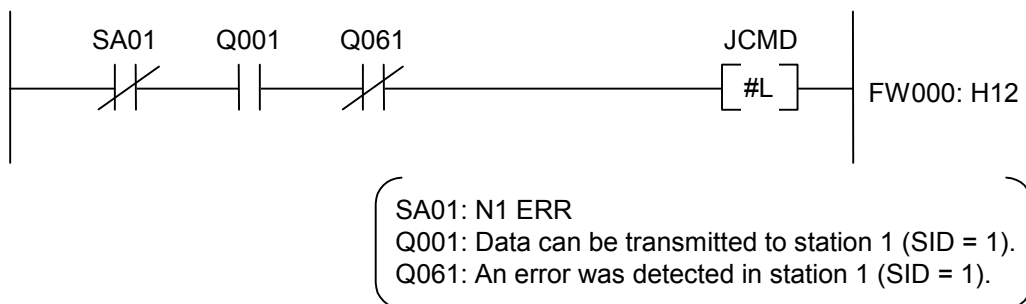 SA01 Q001 Q061 JCMD
#L FW000: H12
SA01: N1 ERR
Q001: Data can be transmitted to station 1 (SID = 1).
Q061: An error was detected in station 1 (SID = 1).